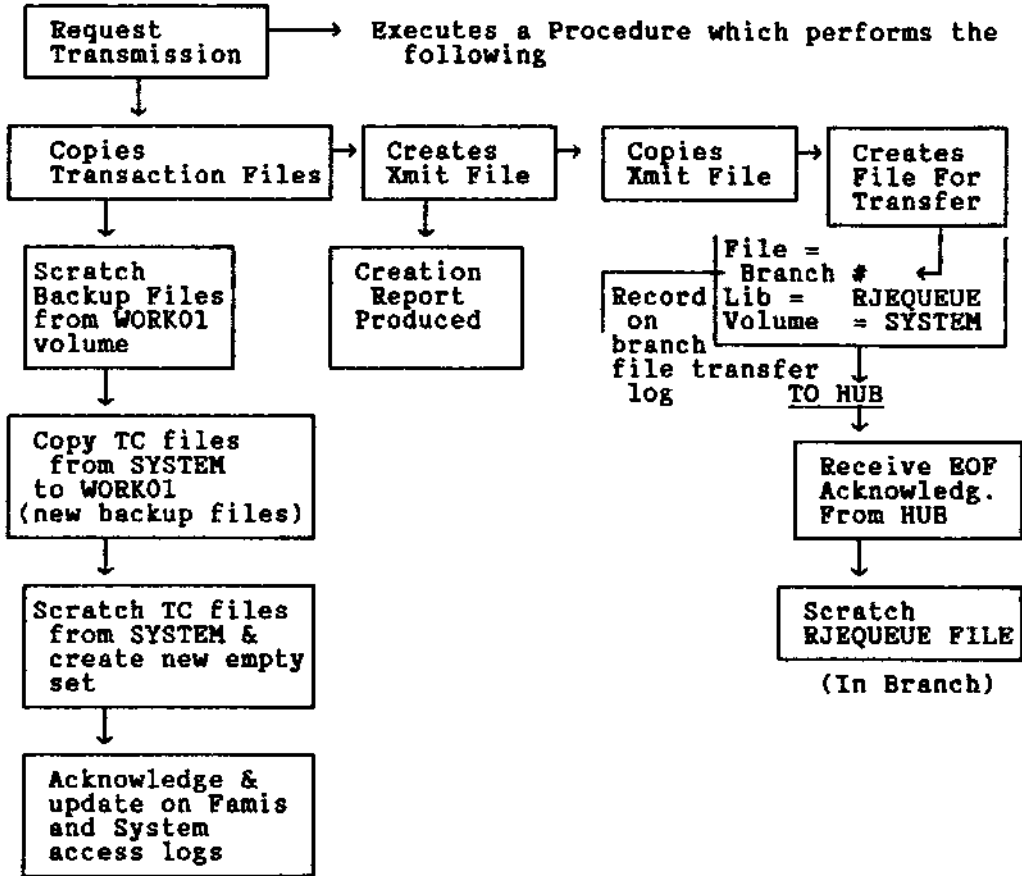 Request
Transmission
Executes a Procedure which performs the
following
Copies
Transaction Files
Creates
Xmit File
Copies
Xmit File
Creates
File For
Transfer
Scratch
Backup Files
from WORK01
volume
Creation
Report
Produced
Record
on
branch
file transfer
log
File =
Branch #
Lib = RJEQUEUE
Volume = SYSTEM
TO HUB
Copy TC files
from SYSTEM
to WORK01
(new backup files)
Receive EOF
Acknowledg.
From HUB
Scratch TC files
from SYSTEM &
create new empty
set
Scratch
RJEQUEUE FILE
(In Branch)
Acknowledge &
update on Famis
and System
access logs